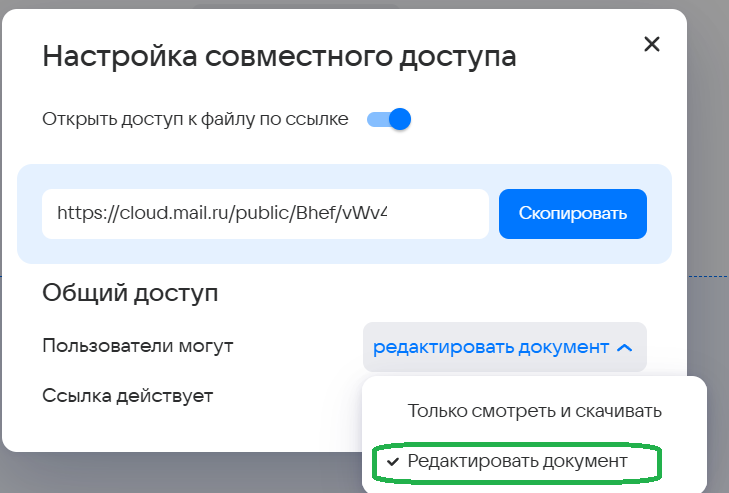 Настройка совместного доступа
Открыть доступ к файлу по ссылке
https://cloud.mail.ru/public/Bhef/vWv4
Скопировать
Общий доступ
Пользователи могут редактировать документ
Ссылка действует
Только смотреть и скачивать
Редактировать документ